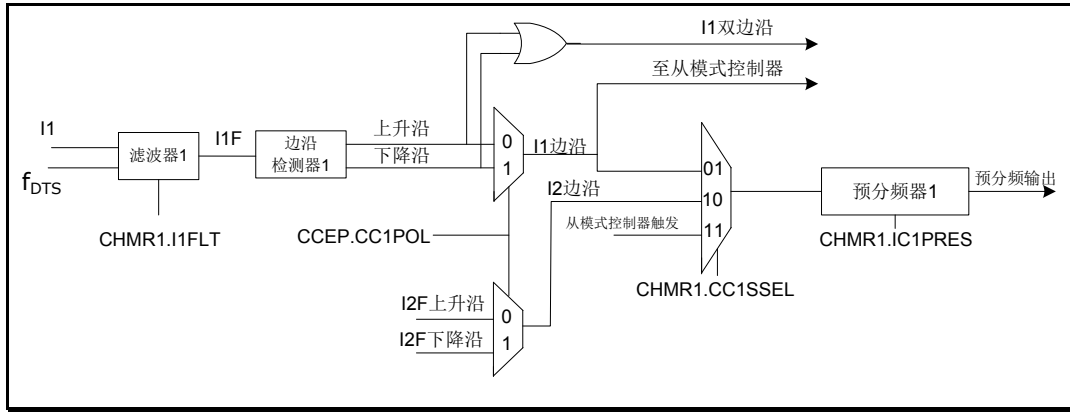 I1双边沿
至从模式控制器
I1
f_DTS
滤波器1
I1F
边沿
检测器1
上升沿
下降沿
0
1
I1边沿
I2边沿
从模式控制器触发
01
10
11
预分频器1
预分频输出
CHMR1.I1FLT
CCEP.CC1POL
CHMR1.IC1PRES
CHMR1.CC1SSEL
I2F上升沿
I2F下降沿
0
1